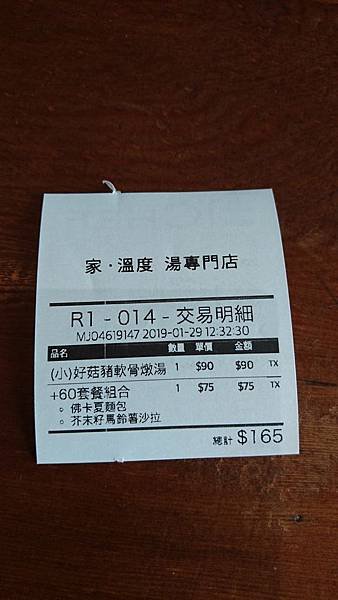 家·溫度 湯專門店
R1 - 014 - 交易明細
MJ04619147 2019-01-29 12:32:30
品名 數量 單價 金額
(小)好菇豬軟骨燉湯 1 $90 $90 TX
+60套餐組合 1 $75 $75 TX
○ 佛卡夏麵包
○ 芥末籽馬鈴薯沙拉
總計 $165